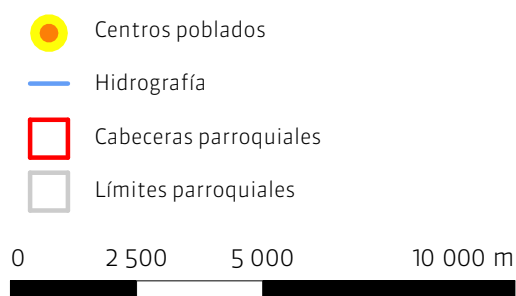 Centros poblados
Hidrografía
Cabeceras parroquiales
Límites parroquiales
0 2 500 5 000 10 000 m